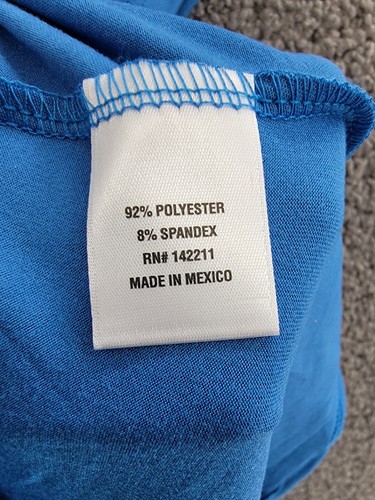 92% POLYESTER
8% SPANDEX
RN# 142211
MADE IN MEXICO